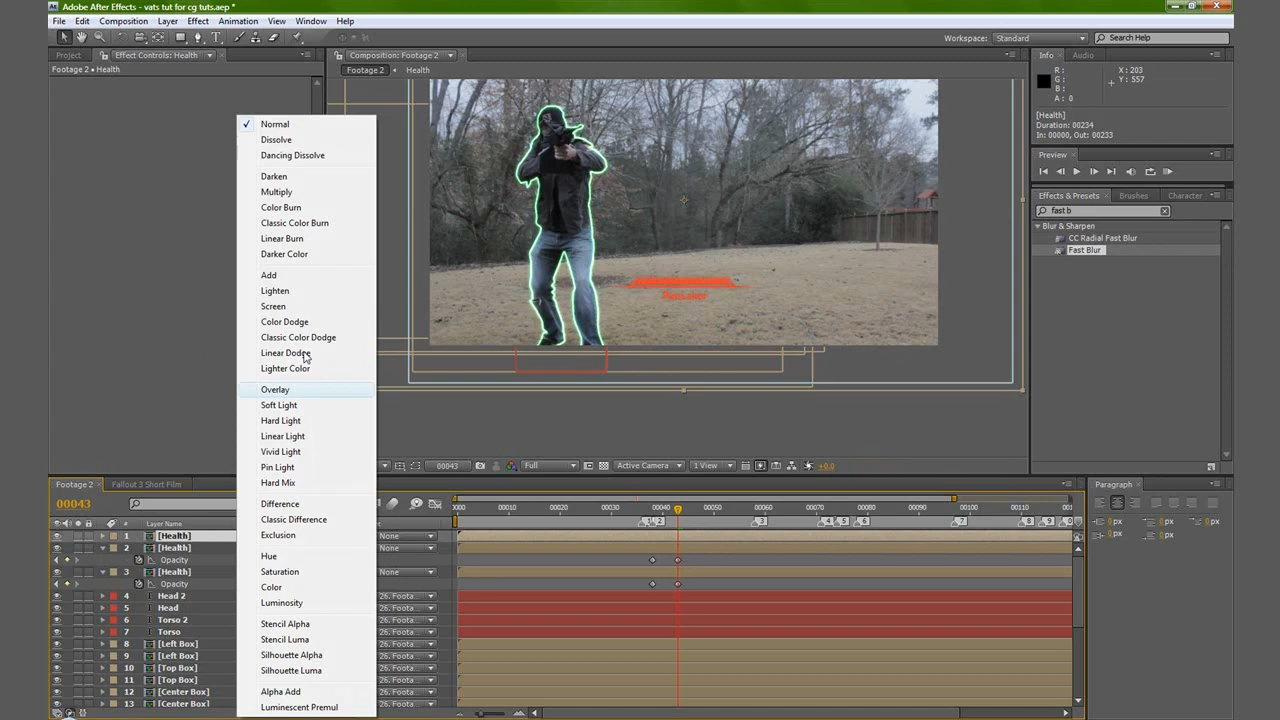 Adobe After Effects - vats tut for cg tuts.aep *
File Edit Composition Layer Effect Animation View Window Help
Workspace: Standard Search Help
Project Effect Controls: Health Composition: Footage 2 Info Audio
Footage 2 • Health
Footage 2 Health
R : X : 203
G : Y : 557
B :
A : 0
[Health]
Duration: 00234
In: 00000, Out: 00233
Preview
Effects & Presets Brushes Character
fast b
Blur & Sharpen
CC Radial Fast Blur
Fast Blur
Normal
Dissolve
Dancing Dissolve
Darken
Multiply
Color Burn
Classic Color Burn
Linear Burn
Darker Color
Add
Lighten
Screen
Color Dodge
Classic Color Dodge
Linear Dodge
Lighter Color
Overlay
Soft Light
Hard Light
Linear Light
Vivid Light
Pin Light
Hard Mix
Difference
Classic Difference
Exclusion
Hue
Saturation
Color
Luminosity
Stencil Alpha
Stencil Luma
Silhouette Alpha
Silhouette Luma
Alpha Add
Luminescent Premul
00043 Full Active Camera 1 View +0.0
Footage 2 Fallout 3 Short Film Paragraph
00043
0000 00010 00020 00030 00040 00050 00060 00070 00080 00090 00100 00110
# Layer Name
1 [Health] None
2 [Health] None
Opacity
3 [Health] None
Opacity
4 Head 2 26. Foota
5 Head 26. Foota
6 Torso 2 26. Foota
7 Torso 26. Foota
8 [Left Box] 26. Foota
9 [Left Box] 26. Foota
10 [Top Box] 26. Foota
11 [Top Box] 26. Foota
12 [Center Box] 26. Foota
13 [Center Box] 26. Foota
0 px 0 px 0 px
0 px 0 px